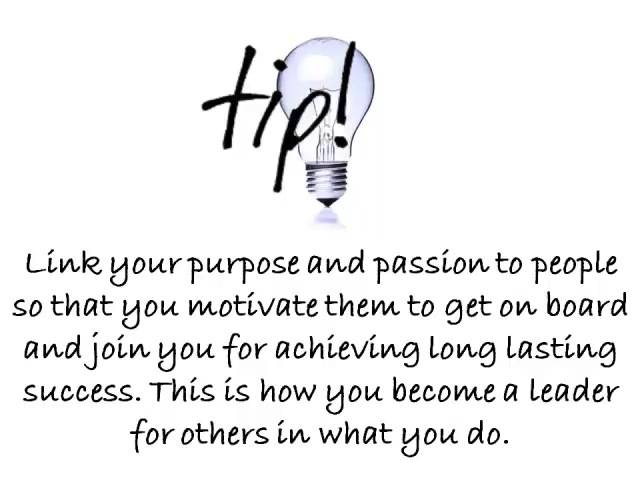 tip!
Link your purpose and passion to people
so that you motivate them to get on board
and join you for achieving long lasting
success. This is how you become a leader
for others in what you do.